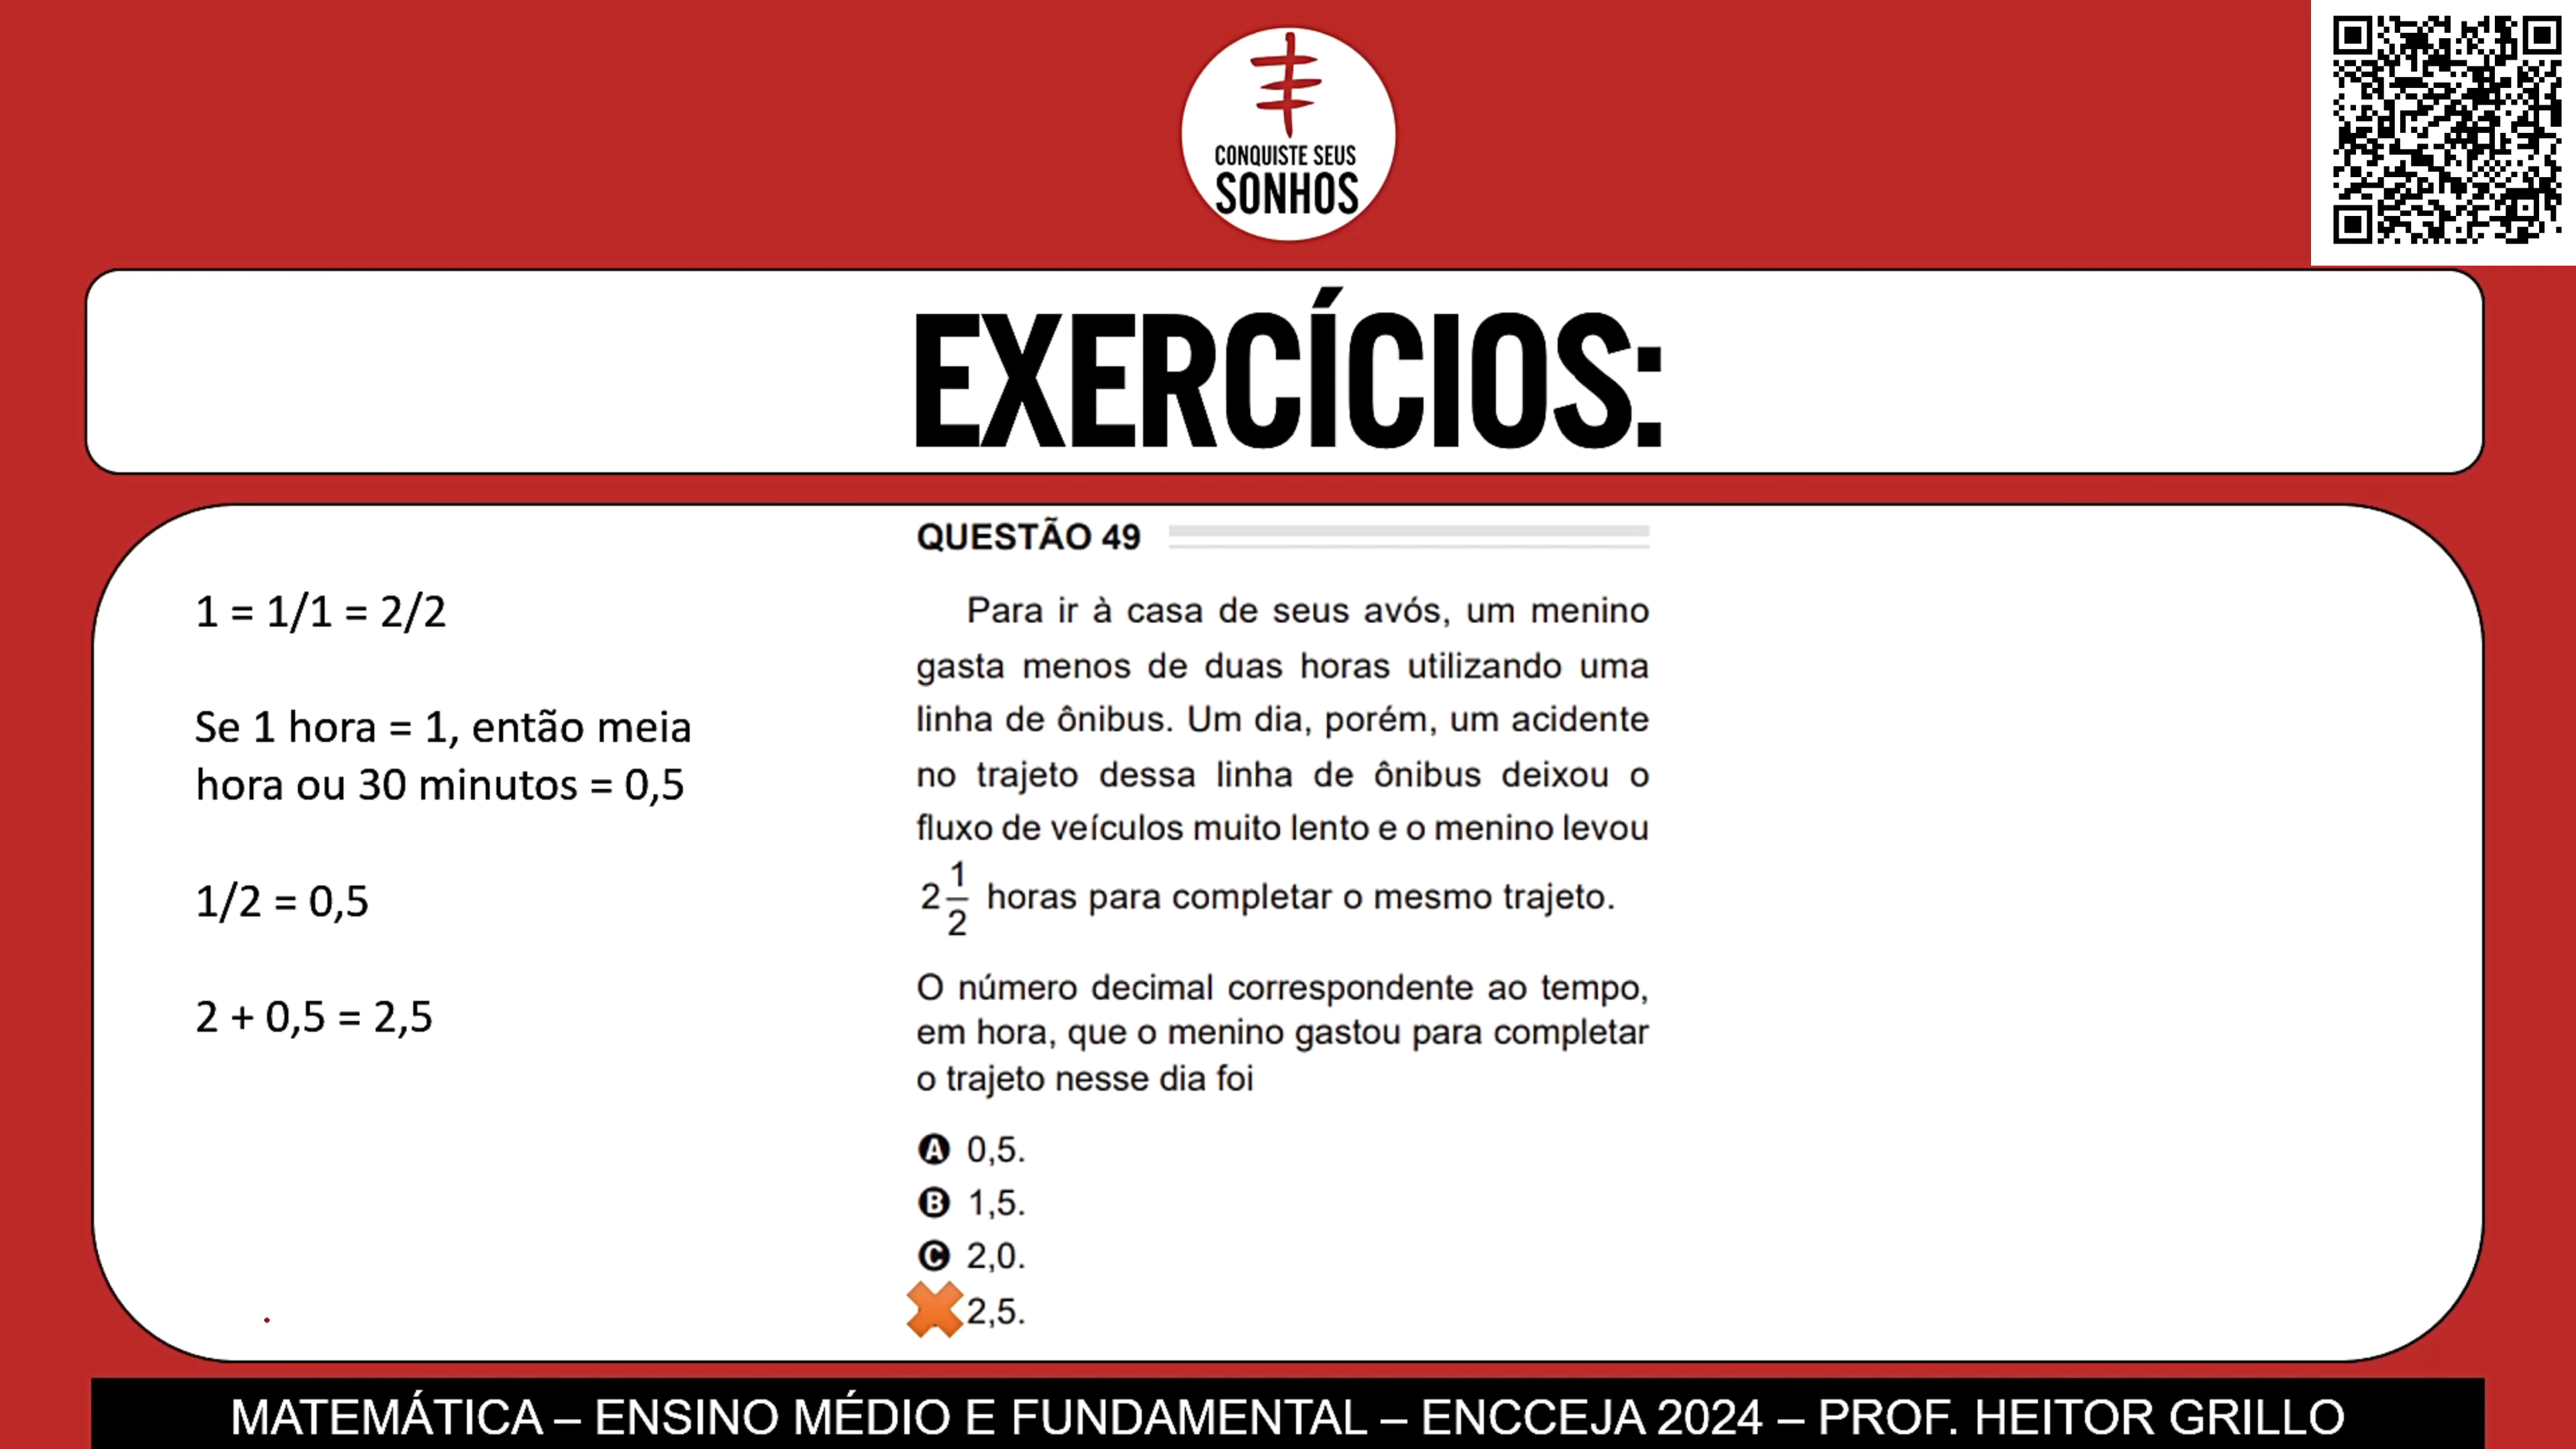 CONQUISTE SEUS
SONHOS
EXERCÍCIOS:
1 = 1/1 = 2/2
Se 1 hora = 1, então meia
hora ou 30 minutos = 0,5
1/2 = 0,5
2 + 0,5 = 2,5
QUESTÃO 49
Para ir à casa de seus avós, um menino
gasta menos de duas horas utilizando uma
linha de ônibus. Um dia, porém, um acidente
no trajeto dessa linha de ônibus deixou o
fluxo de veículos muito lento e o menino levou
2 1/2 horas para completar o mesmo trajeto.
O número decimal correspondente ao tempo,
em hora, que o menino gastou para completar
o trajeto nesse dia foi
A 0,5.
B 1,5.
C 2,0.
2,5.
MATEMÁTICA – ENSINO MÉDIO E FUNDAMENTAL – ENCCEJA 2024 – PROF. HEITOR GRILLO